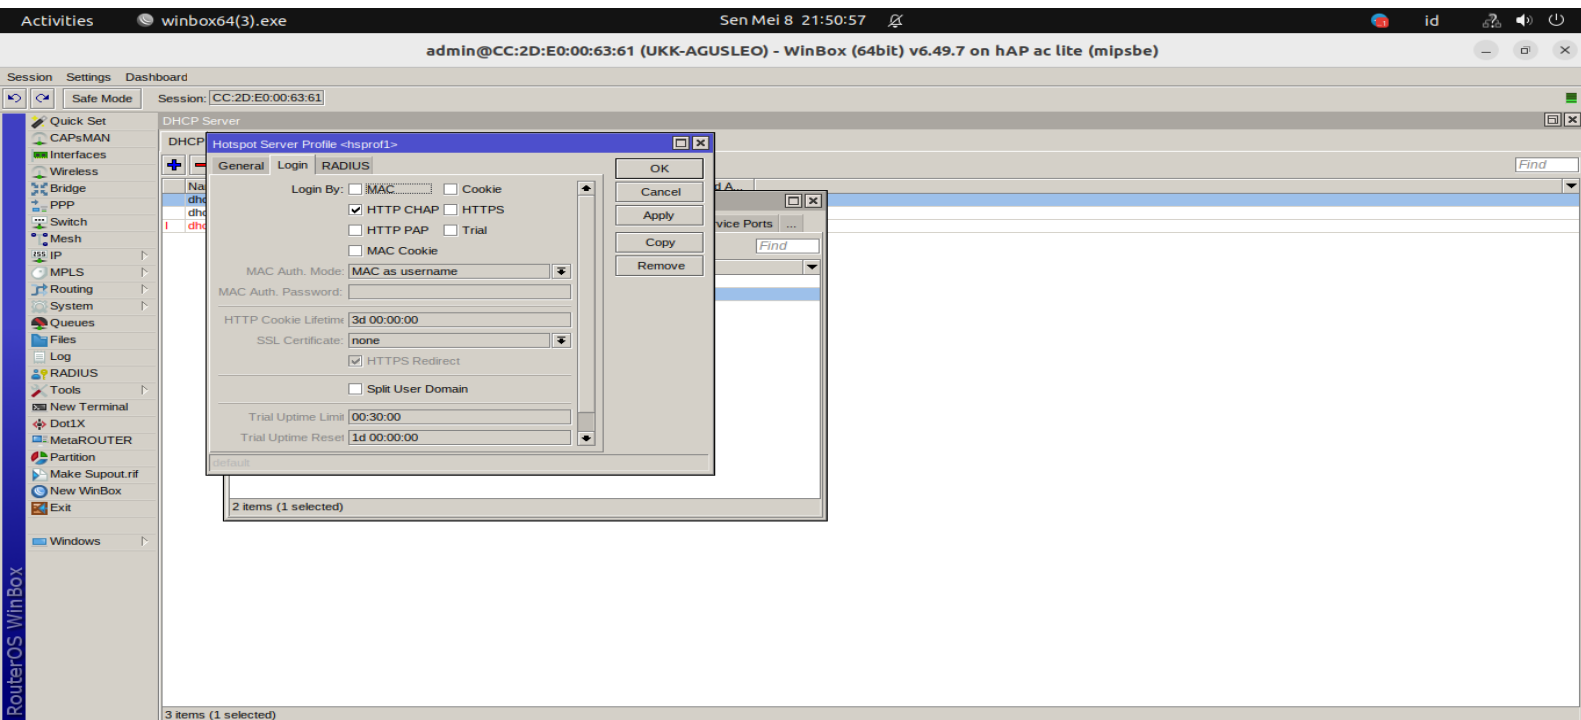 Activities winbox64(3).exe Sen Mei 8 21:50:57 id
admin@CC:2D:E0:00:63:61 (UKK-AGUSLEO) - WinBox (64bit) v6.49.7 on hAP ac lite (mipsbe)
Session Settings Dashboard
Safe Mode Session: CC:2D:E0:00:63:61
Quick Set
CAPsMAN
Interfaces
Wireless
Bridge
PPP
Switch
Mesh
IP
MPLS
Routing
System
Queues
Files
Log
RADIUS
Tools
New Terminal
Dot1X
MetaROUTER
Partition
Make Supout.rif
New WinBox
Exit
Windows
RouterOS WinBox
DHCP Server
DHCP
Find
Hotspot Server Profile <hsprof1>
General Login RADIUS
Login By: MAC Cookie
HTTP CHAP HTTPS
HTTP PAP Trial
MAC Cookie
MAC Auth. Mode: MAC as username
MAC Auth. Password:
HTTP Cookie Lifetime 3d 00:00:00
SSL Certificate: none
HTTPS Redirect
Split User Domain
Trial Uptime Limit 00:30:00
Trial Uptime Reset 1d 00:00:00
default
OK
Cancel
Apply
Copy
Remove
vice Ports ...
Find
2 items (1 selected)
3 items (1 selected)